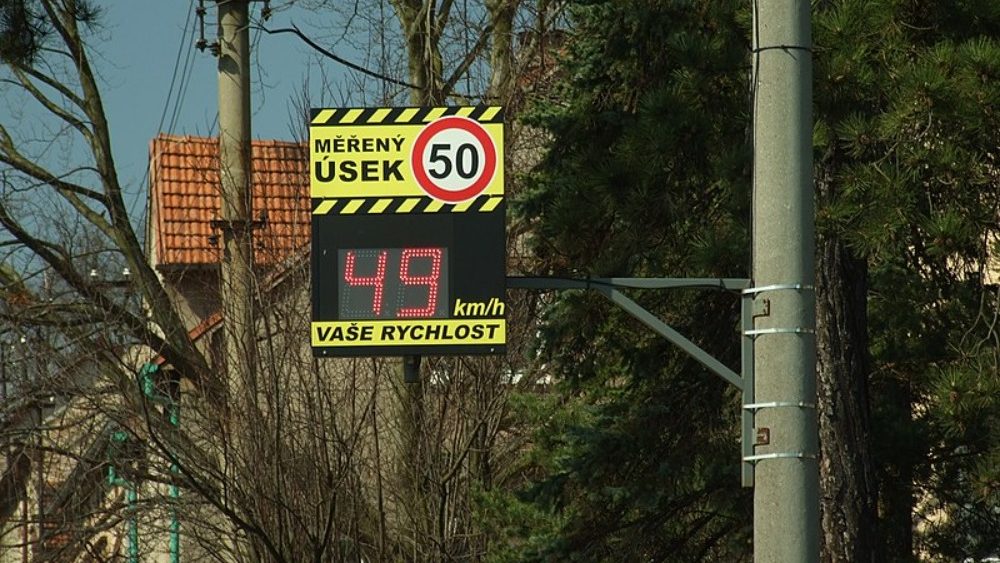 MĚŘENÝ
ÚSEK
50
49
km/h
VAŠE RYCHLOST